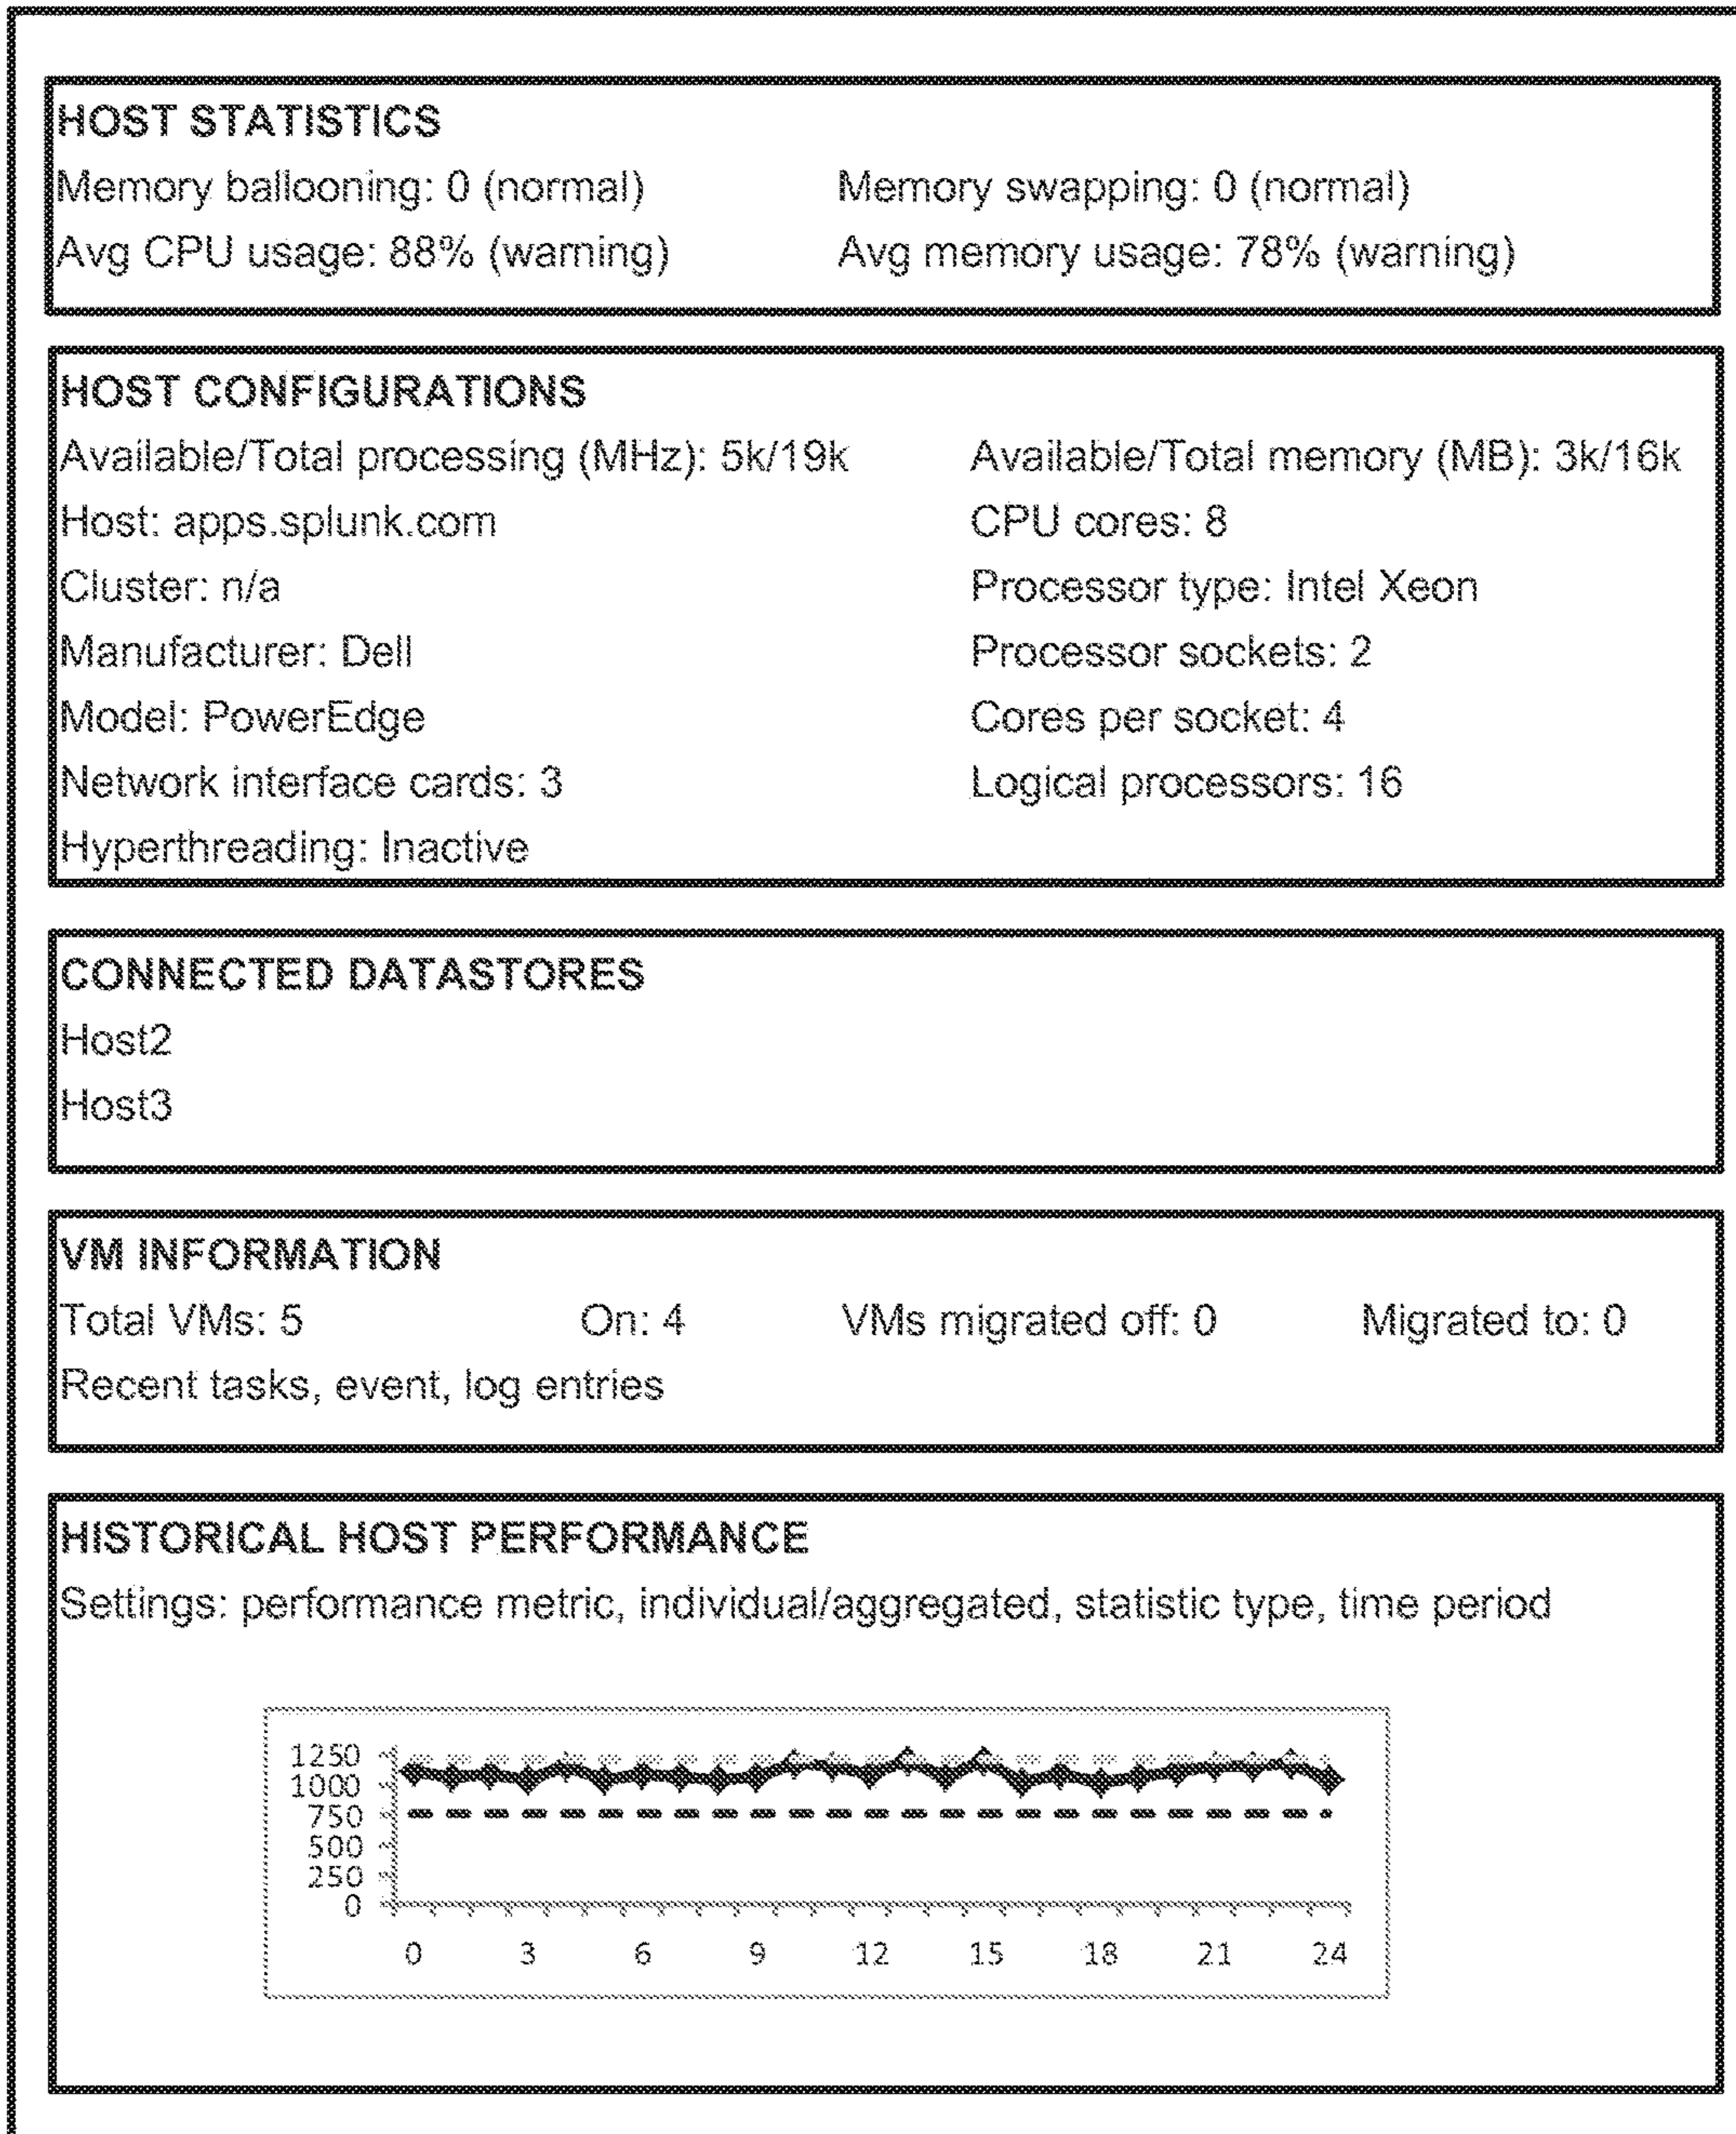 HOST STATISTICS
Memory ballooning: 0 (normal) Memory swapping: 0 (normal)
Avg CPU usage: 88% (warning) Avg memory usage: 78% (warning)
HOST CONFIGURATIONS
Available/Total processing (MHz): 5k/19k Available/Total memory (MB): 3k/16k
Host: apps.splunk.com CPU cores: 8
Cluster: n/a Processor type: Intel Xeon
Manufacturer: Dell Processor sockets: 2
Model: PowerEdge Cores per socket: 4
Network interface cards: 3 Logical processors: 16
Hyperthreading: Inactive
CONNECTED DATASTORES
Host2
Host3
VM INFORMATION
Total VMs: 5 On: 4 VMs migrated off: 0 Migrated to: 0
Recent tasks, event, log entries
HISTORICAL HOST PERFORMANCE
Settings: performance metric, individual/aggregated, statistic type, time period
1250
1000
750
500
250
0
0 3 6 9 12 15 18 21 24